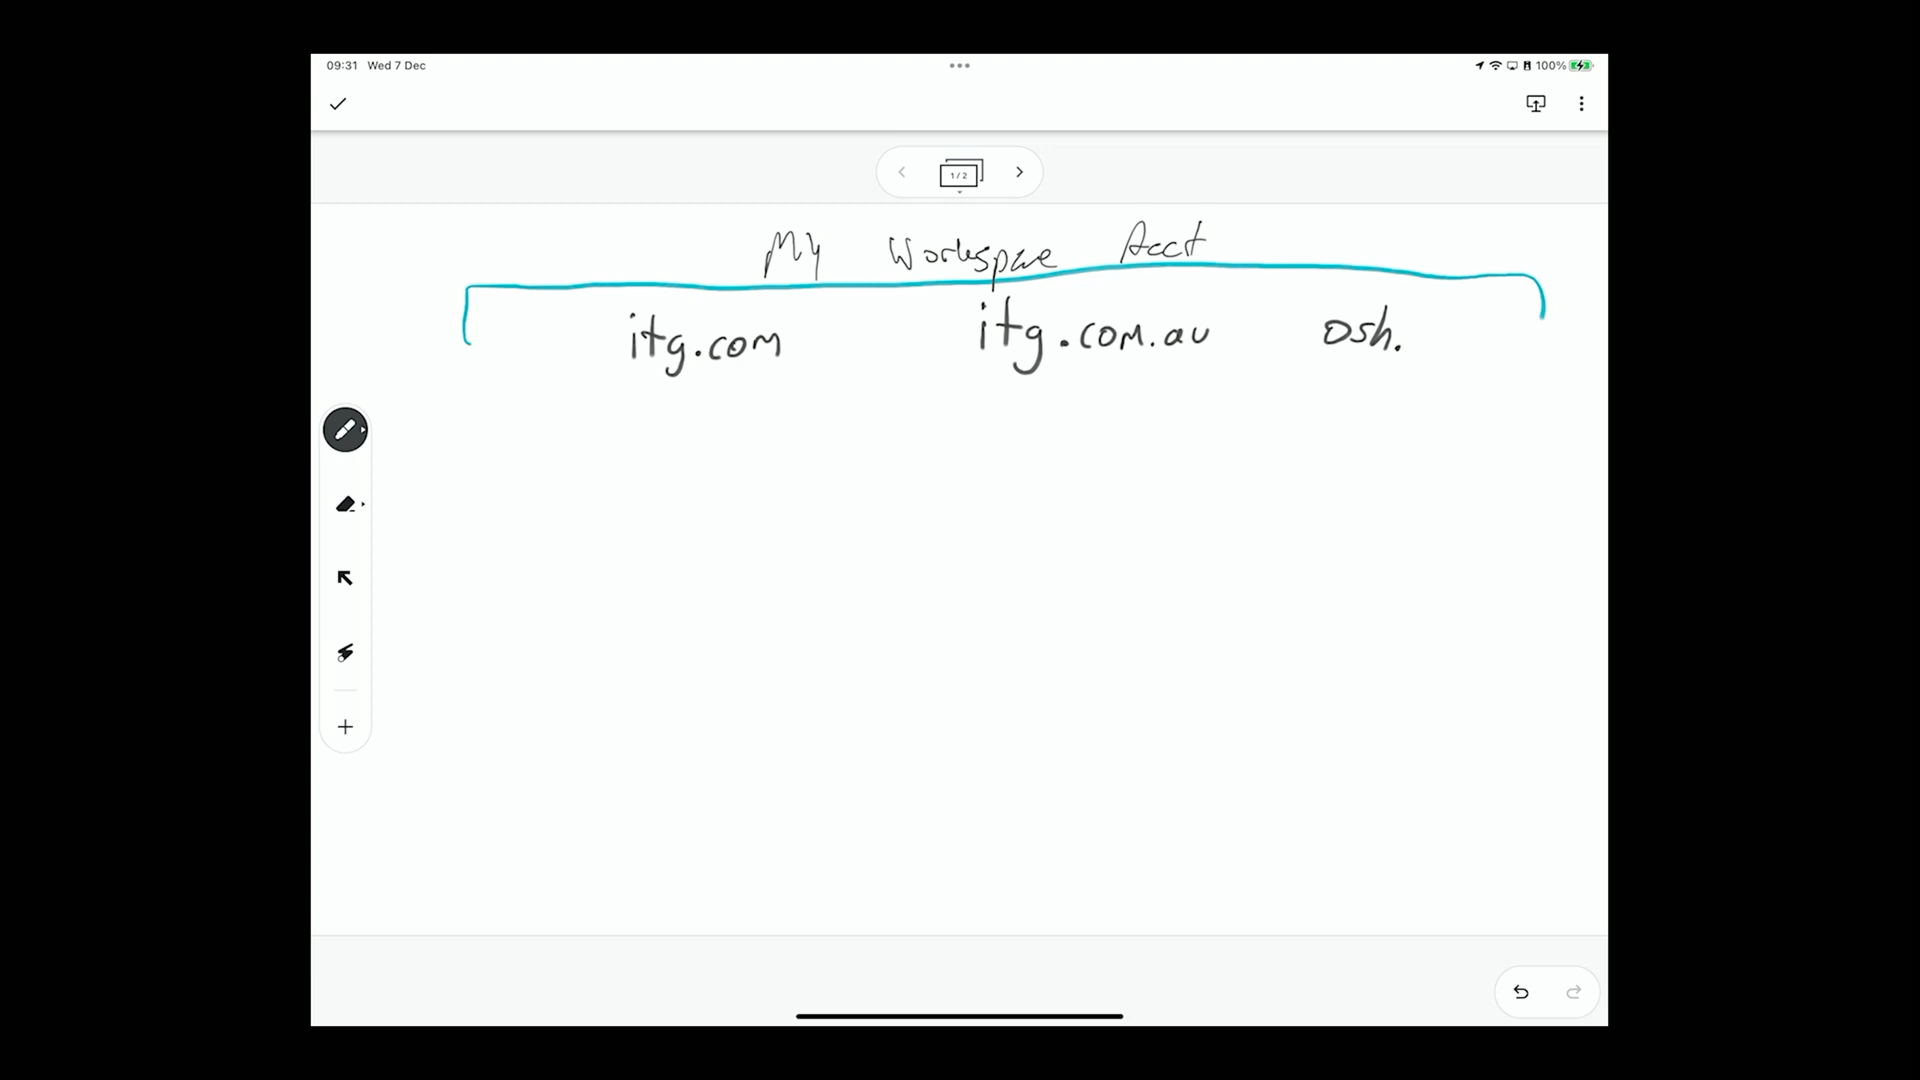 09:31 Wed 7 Dec
100%
1/2
My Workspace Acct
itg.com itg.com.au osh.